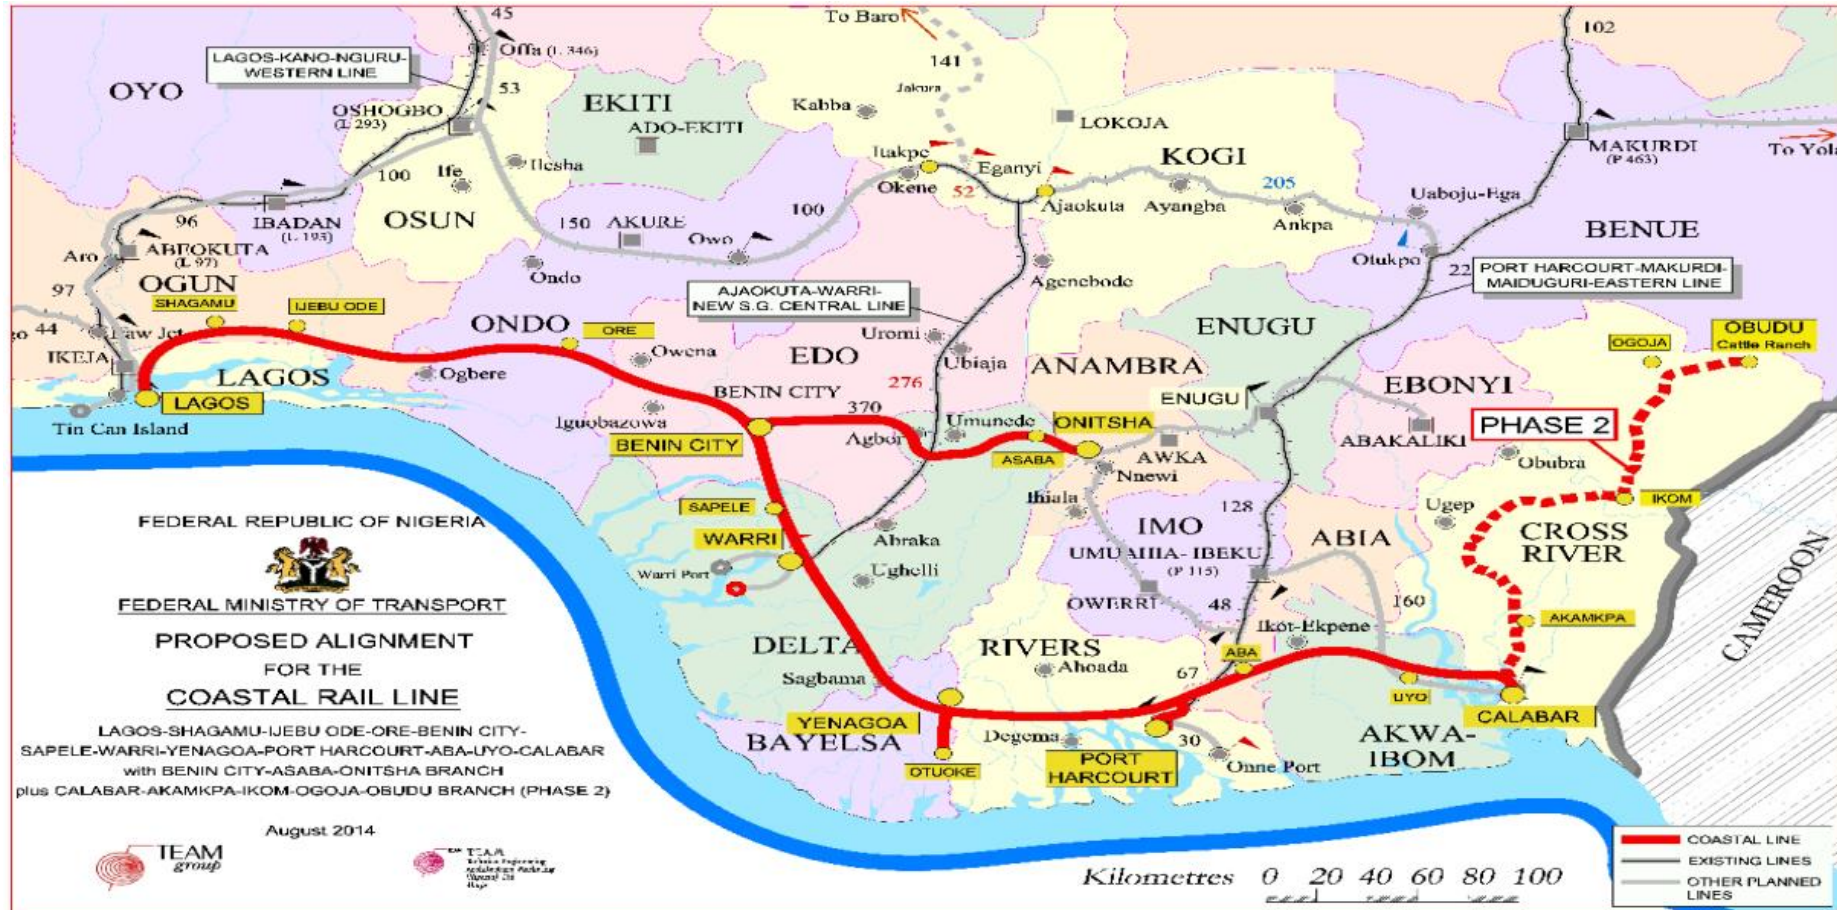 45
To Baro
102
Offa (L 346)
LAGOS-KANO-NGURU-
WESTERN LINE
141
OYO
53
Jakura
EKITI
Kabba
OSHOGBO
(L 293)
ADO-EKITI
LOKOJA
MAKURDI
(P 463)
To Yola
Itakpe
Eganyi
KOGI
Ilesha
100
Ife
Okene
52
205
Uaboju-Ega
Ajaokuta
Ayangba
Ankpa
96
IBADAN
(L 193)
OSUN
150
AKURE
100
Owo
BENUE
Aro
ABEOKUTA
(L 97)
Ondo
Otukpo
22
PORT HARCOURT-MAKURDI-
MAIDUGURI-EASTERN LINE
OGUN
97
AJAOKUTA-WARRI-
NEW S.G. CENTRAL LINE
Agenebode
SHAGAMU
IJEBU ODE
ONDO
ORE
ENUGU
44
Uromi
OBUDU
Cattle Ranch
OGOJA
IKEJA
Owena
EDO
Ubiaja
ANAMBRA
LAGOS
Ogbere
276
EBONYI
BENIN CITY
LAGOS
370
ENUGU
PHASE 2
Tin Can Island
Iguobazowa
Umunede
ONITSHA
BENIN CITY
Agbor
ASABA
AWKA
ABAKALIKI
Obubra
Nnewi
Ihiala
IKOM
SAPELE
128
Ugep
WARRI
Abraka
IMO
ABIA
CROSS
RIVER
UMUAHIA-IBEKU
(P 115)
Warri Port
Ughelli
OWERRI
48
160
CAMEROON
Ikot-Ekpene
AKAMKPA
DELTA
RIVERS
ABA
Sagbama
Ahoada
67
UYO
YENAGOA
CALABAR
BAYELSA
Degema
30
AKWA-
IBOM
OTUOKE
PORT
HARCOURT
Onne Port
FEDERAL REPUBLIC OF NIGERIA
FEDERAL MINISTRY OF TRANSPORT
PROPOSED ALIGNMENT
FOR THE
COASTAL RAIL LINE
LAGOS-SHAGAMU-IJEBU ODE-ORE-BENIN CITY-
SAPELE-WARRI-YENAGOA-PORT HARCOURT-ABA-UYO-CALABAR
with BENIN CITY-ASABA-ONITSHA BRANCH
plus CALABAR-AKAMKPA-IKOM-OGOJA-OBUDU BRANCH (PHASE 2)
August 2014
TEAM
group
TEAM
COASTAL LINE
EXISTING LINES
OTHER PLANNED
LINES
Kilometres 0 20 40 60 80 100